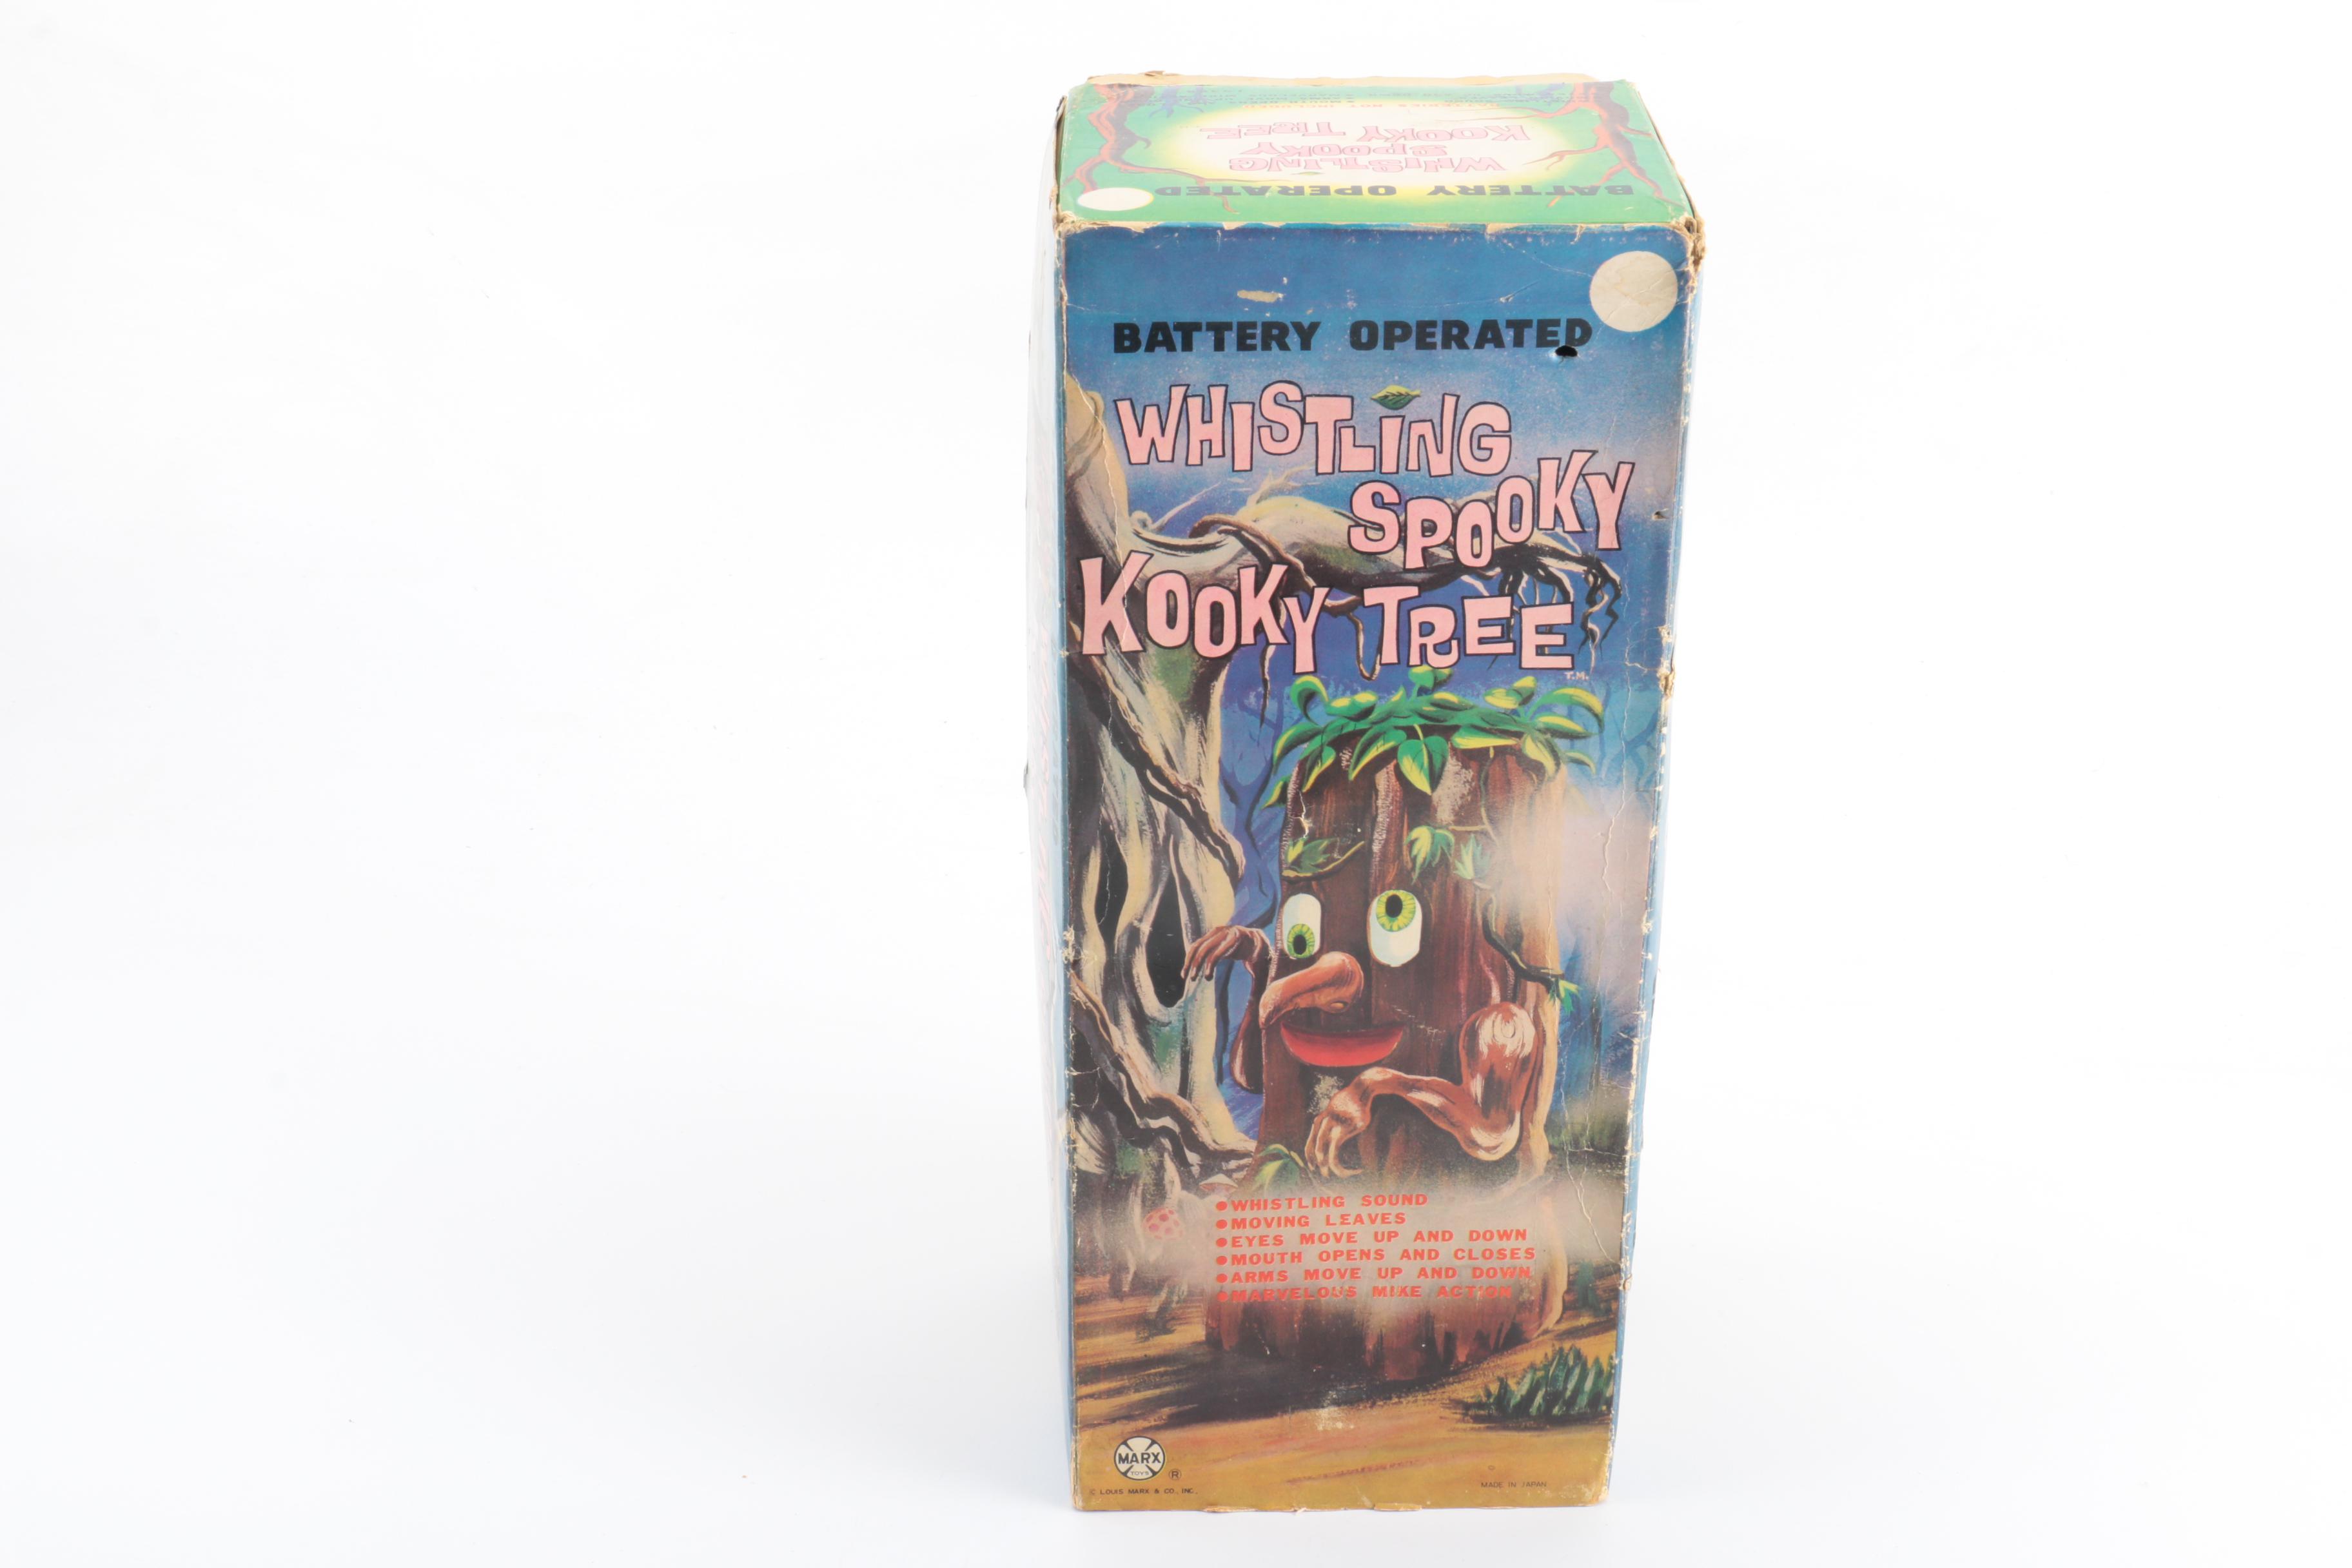 BATTERY OPERATED
WHISTLING
SPOOKY
KOOKY TREE
BATTERY OPERATED
WHISTLING
SPOOKY
KOOKY TREE
T.M.
●WHISTLING SOUND
●MOVING LEAVES
●EYES MOVE UP AND DOWN
●MOUTH OPENS AND CLOSES
●ARMS MOVE UP AND DOWN
●MARVELOUS MIKE ACTION
MARX
TOYS
®
© LOUIS MARX & CO., INC.,
MADE IN JAPAN